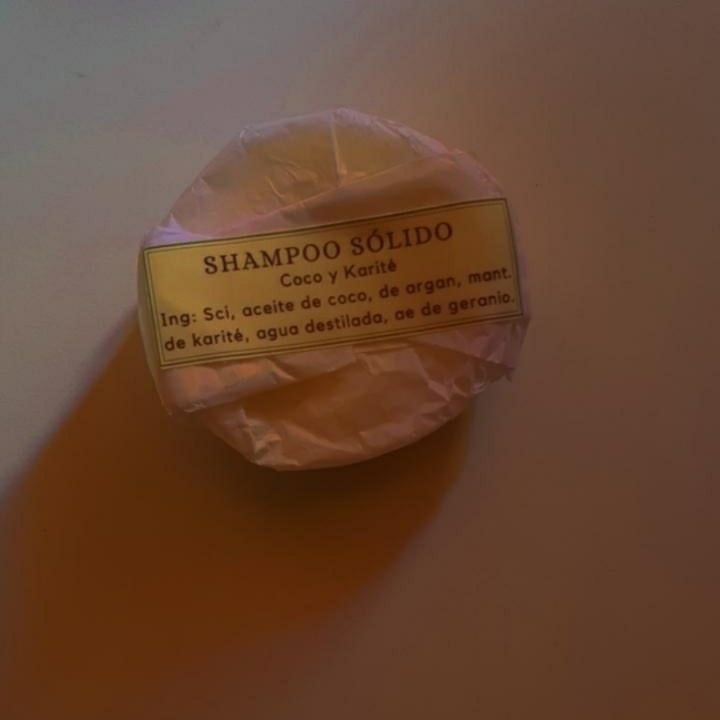 SHAMPOO SÓLIDO
Coco y Karité
Ing: Sci, aceite de coco, de argan, mant.
de karité, agua destilada, ae de geranio.